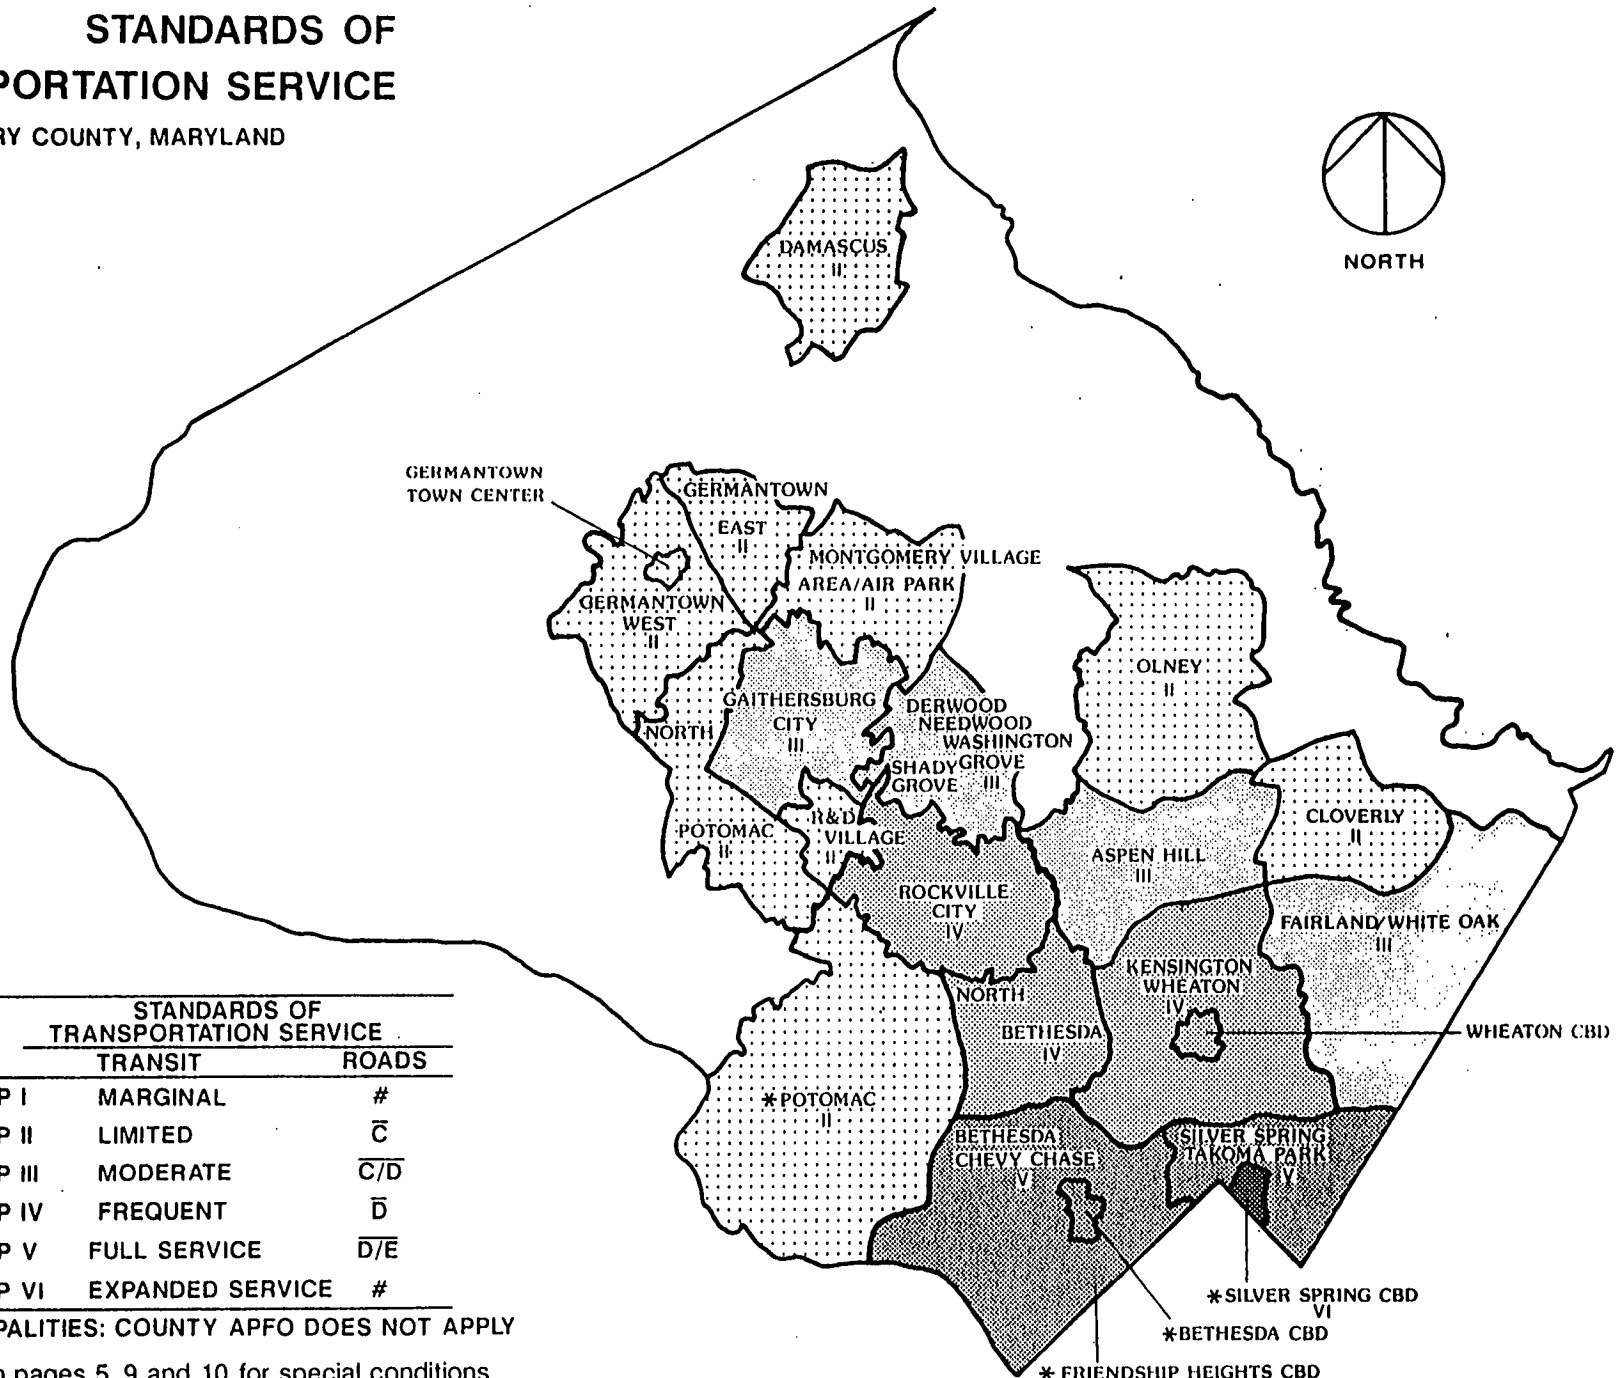 STANDARDS OF
PORTATION SERVICE
RY COUNTY, MARYLAND
NORTH
DAMASCUS
II
GERMANTOWN
TOWN CENTER
GERMANTOWN
EAST
II
MONTGOMERY VILLAGE
AREA/AIR PARK
II
GERMANTOWN
WEST
II
OLNEY
II
GAITHERSBURG
CITY
III
DERWOOD
NEEDWOOD
WASHINGTON
GROVE
III
SHADY
GROVE
NORTH
POTOMAC
II
R&D
VILLAGE
II
CLOVERLY
II
ASPEN HILL
III
ROCKVILLE
CITY
IV
FAIRLAND/WHITE OAK
III
KENSINGTON
WHEATON
IV
NORTH
BETHESDA
IV
WHEATON CBD
*POTOMAC
II
BETHESDA
CHEVY CHASE
V
SILVER SPRING
TAKOMA PARK
VI
*SILVER SPRING CBD
VI
*BETHESDA CBD
* FRIENDSHIP HEIGHTS CBD
STANDARDS OF
TRANSPORTATION SERVICE
TRANSIT ROADS
P I MARGINAL #
P II LIMITED C̅
P III MODERATE C̅/̅D̅
P IV FREQUENT D̅
P V FULL SERVICE D̅/̅E̅
P VI EXPANDED SERVICE #
PALITIES: COUNTY APFO DOES NOT APPLY
n pages 5, 9 and 10 for special conditions